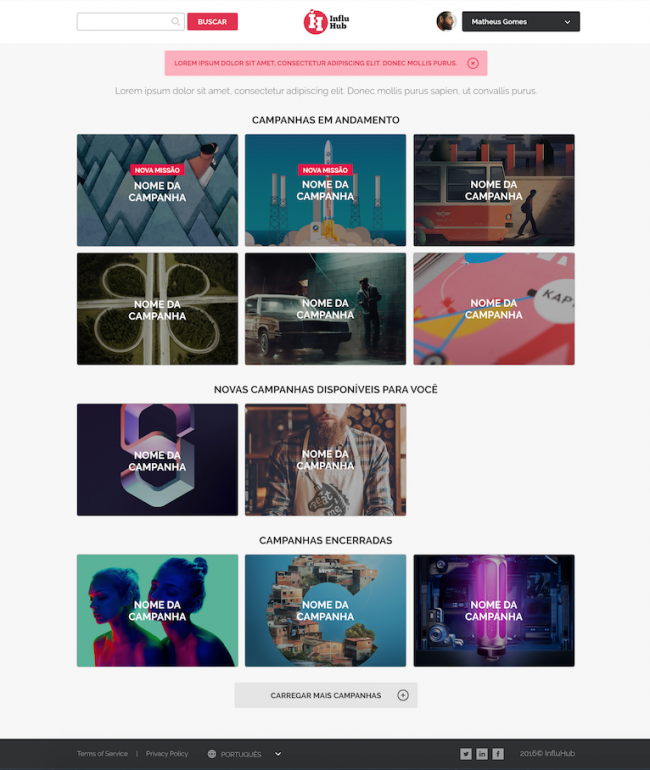 BUSCAR
Influ
Hub
Matheus Gomes
LOREM IPSUM DOLOR SIT AMET, CONSECTETUR ADIPISCING ELIT. DONEC MOLLIS PURUS.
Lorem ipsum dolor sit amet, consectetur adipiscing elit. Donec mollis purus sapien, ut convallis purus.
CAMPANHAS EM ANDAMENTO
NOVA MISSÃO
NOME DA
CAMPANHA
NOVA MISSÃO
NOME DA
CAMPANHA
NOME DA
CAMPANHA
NOME DA
CAMPANHA
NOME DA
CAMPANHA
NOME DA
CAMPANHA
KAP
NOVAS CAMPANHAS DISPONÍVEIS PARA VOCÊ
NOME DA
CAMPANHA
NOME DA
CAMPANHA
meat
me
CAMPANHAS ENCERRADAS
NOME DA
CAMPANHA
NOME DA
CAMPANHA
NOME DA
CAMPANHA
CARREGAR MAIS CAMPANHAS
Terms of Service | Privacy Policy
PORTUGUÊS
2016© InfluHub